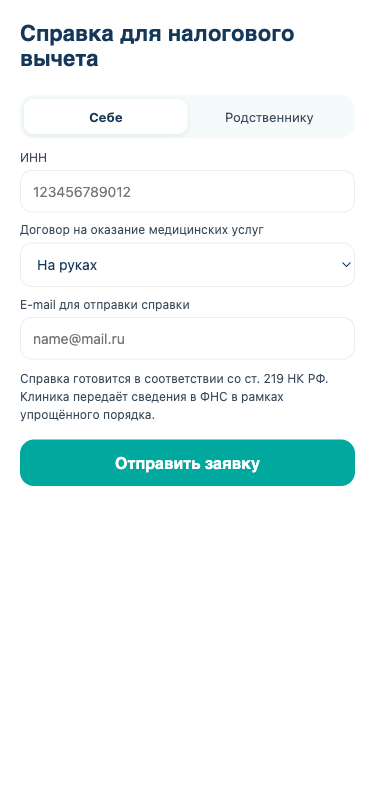 Справка для налогового
вычета
Себе
Родственнику
ИНН
123456789012
Договор на оказание медицинских услуг
На руках
E-mail для отправки справки
name@mail.ru
Справка готовится в соответствии со ст. 219 НК РФ.
Клиника передаёт сведения в ФНС в рамках
упрощённого порядка.
Отправить заявку